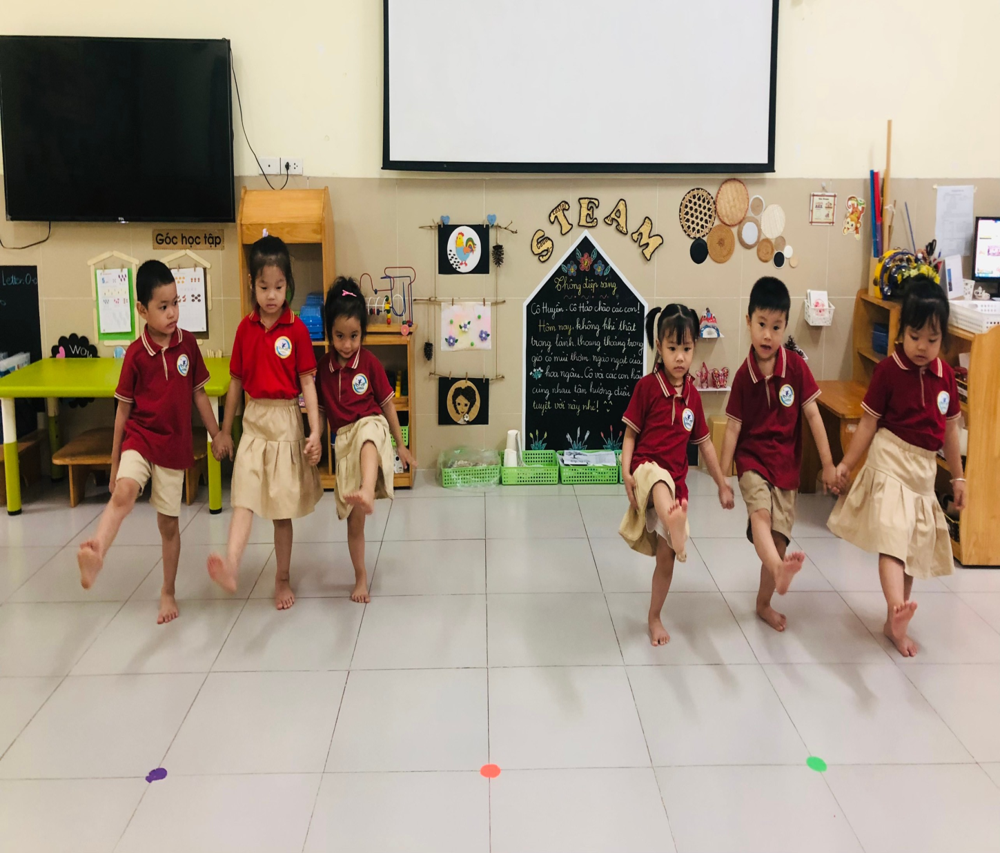 Góc học tập
Letter: O-
WOW
STEAM
Thông điệp sáng
Cô Huyền - Cô Hảo chào các con!
Hôm nay, không khí thật
trong lành, thoang thoảng trong
gió có mùi thơm ngào ngạt của
hoa ngâu. Cô và các con hãy
cùng nhau tận hưởng điều
tuyệt vời này nhé! ^^